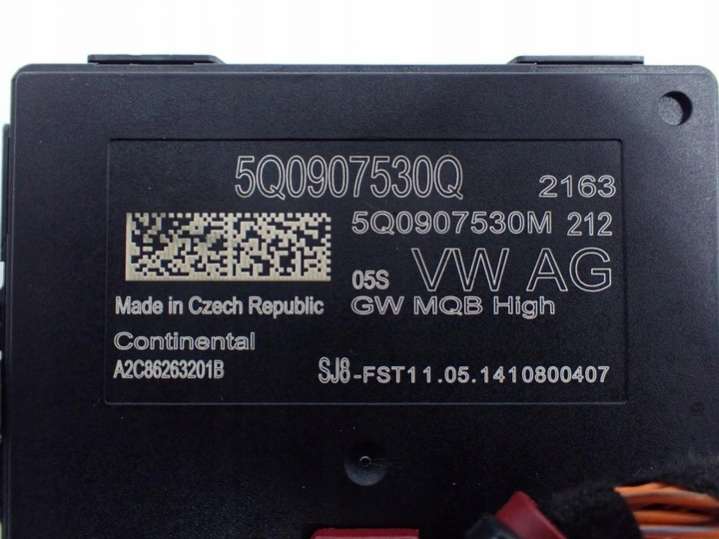 5Q0907530Q 2163
5Q0907530M 212
05S VW AG
Made in Czech Republic GW MQB High
Continental
A2C86263201B SJ8-FST11.05.1410800407